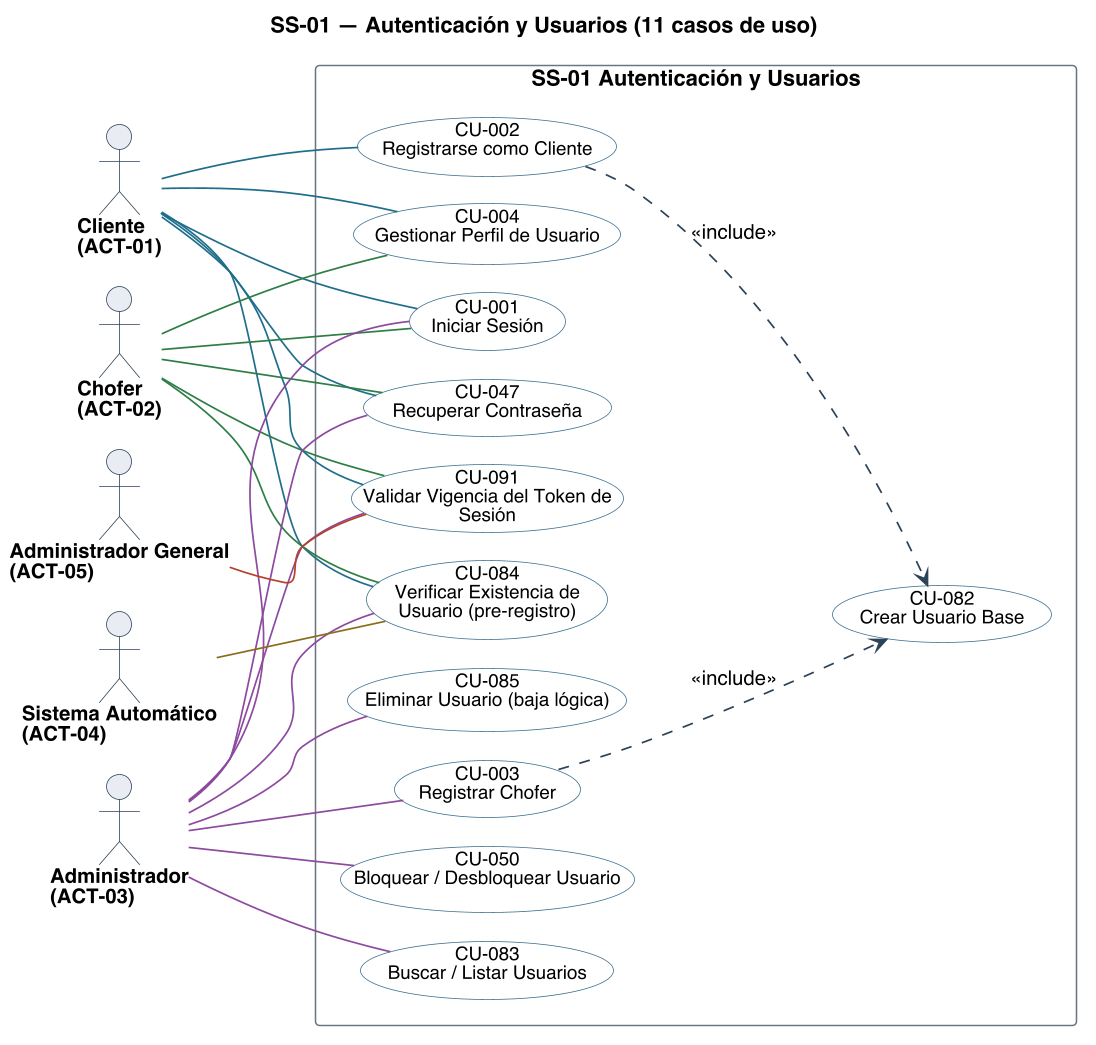 SS-01 — Autenticación y Usuarios (11 casos de uso)
SS-01 Autenticación y Usuarios
Cliente
(ACT-01)
Chofer
(ACT-02)
Administrador General
(ACT-05)
Sistema Automático
(ACT-04)
Administrador
(ACT-03)
CU-002
Registrarse como Cliente
CU-004
Gestionar Perfil de Usuario
CU-001
Iniciar Sesión
CU-047
Recuperar Contraseña
CU-091
Validar Vigencia del Token de
Sesión
CU-084
Verificar Existencia de
Usuario (pre-registro)
CU-085
Eliminar Usuario (baja lógica)
CU-003
Registrar Chofer
CU-050
Bloquear / Desbloquear Usuario
CU-083
Buscar / Listar Usuarios
«include»
«include»
CU-082
Crear Usuario Base